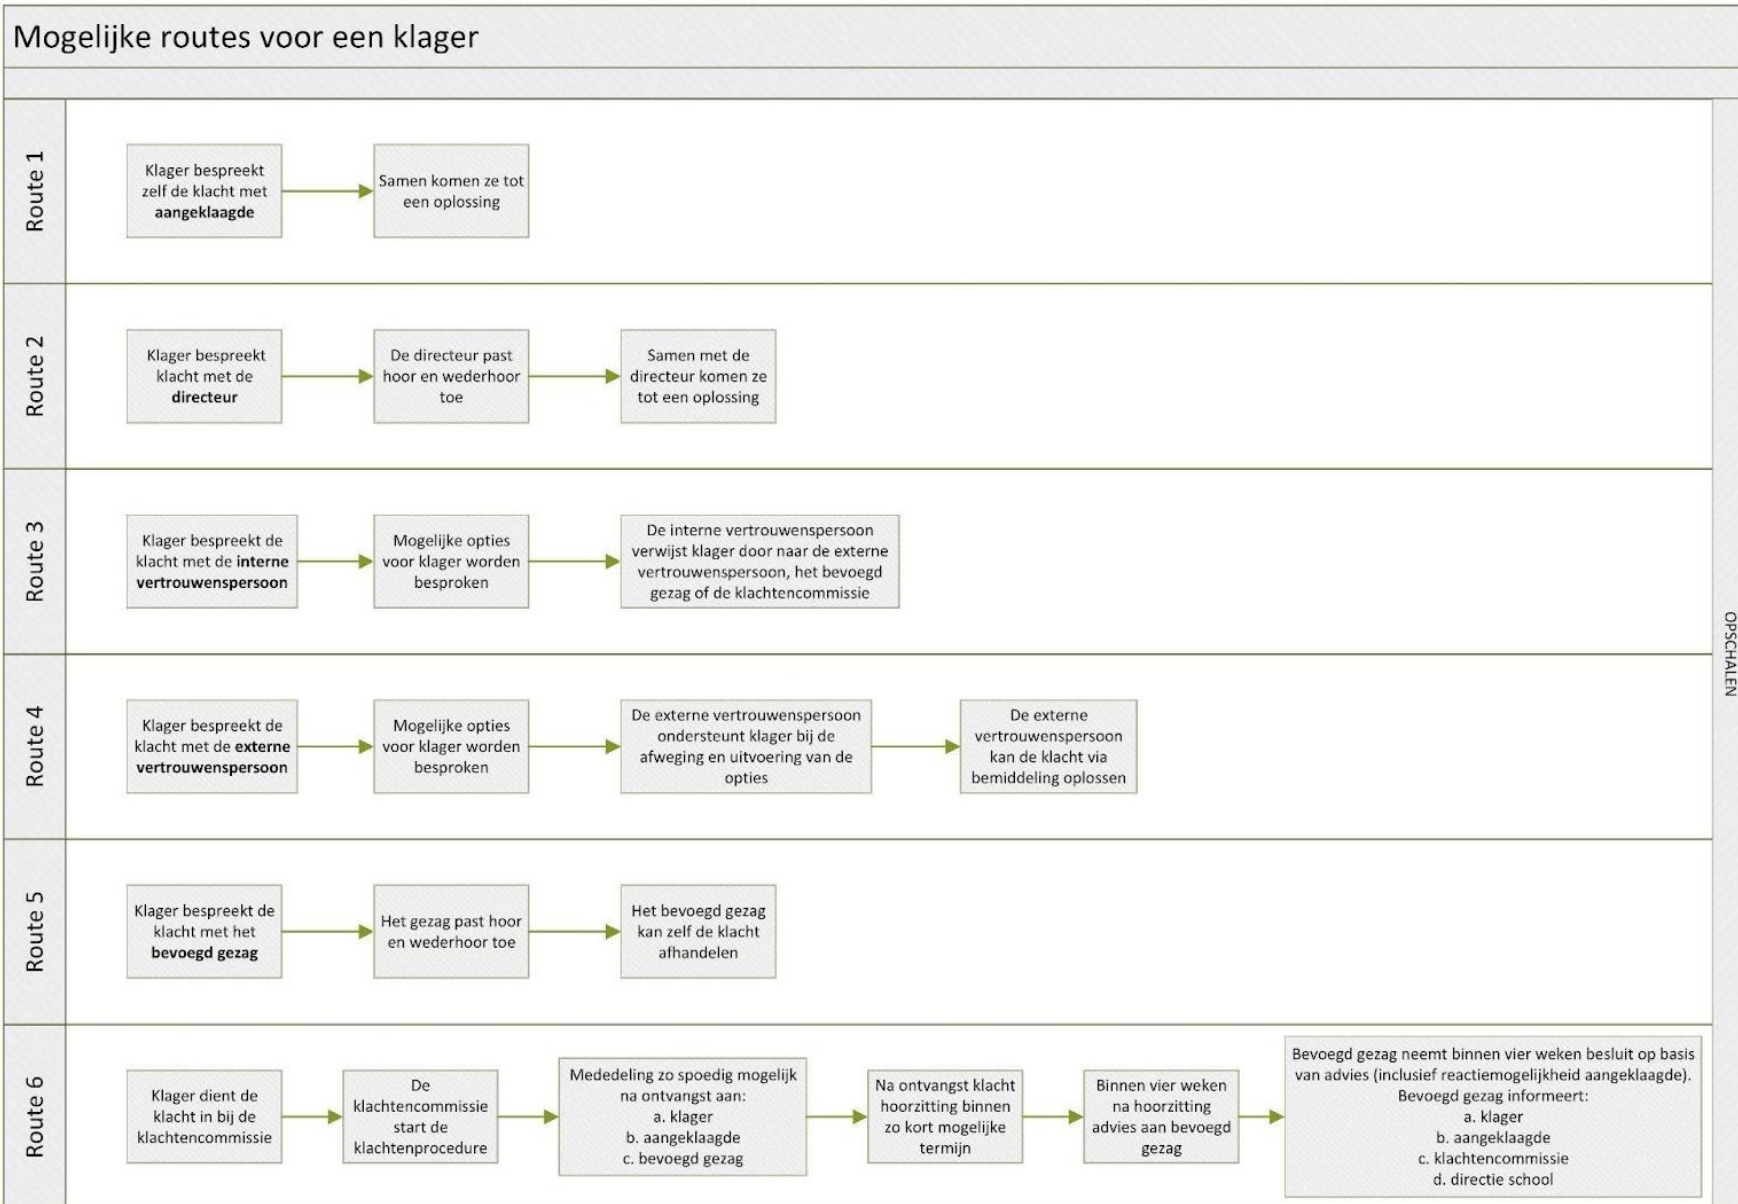 Mogelijke routes voor een klager
Route 1
Klager bespreekt
zelf de klacht met
aangeklaagde
Samen komen ze tot
een oplossing
Route 2
Klager bespreekt
klacht met de
directeur
De directeur past
hoor en wederhoor
toe
Samen met de
directeur komen ze
tot een oplossing
Route 3
Klager bespreekt de
klacht met de interne
vertrouwenspersoon
Mogelijke opties
voor klager worden
besproken
De interne vertrouwenspersoon
verwijst klager door naar de externe
vertrouwenspersoon, het bevoegd
gezag of de klachtencommissie
Route 4
Klager bespreekt de
klacht met de externe
vertrouwenspersoon
Mogelijke opties
voor klager worden
besproken
De externe vertrouwenspersoon
ondersteunt klager bij de
afweging en uitvoering van de
opties
De externe
vertrouwenspersoon
kan de klacht via
bemiddeling oplossen
Route 5
Klager bespreekt de
klacht met het
bevoegd gezag
Het gezag past hoor
en wederhoor toe
Het bevoegd gezag
kan zelf de klacht
afhandelen
Route 6
Klager dient de
klacht in bij de
klachtencommissie
De
klachtencommissie
start de
klachtenprocedure
Mededeling zo spoedig mogelijk
na ontvangst aan:
a. klager
b. aangeklaagde
c. bevoegd gezag
Na ontvangst klacht
hoorzitting binnen
zo kort mogelijke
termijn
Binnen vier weken
na hoorzitting
advies aan bevoegd
gezag
Bevoegd gezag neemt binnen vier weken besluit op basis
van advies (inclusief reactiemogelijkheid aangeklaagde).
Bevoegd gezag informeert:
a. klager
b. aangeklaagde
c. klachtencommissie
d. directie school
OPSCHALEN